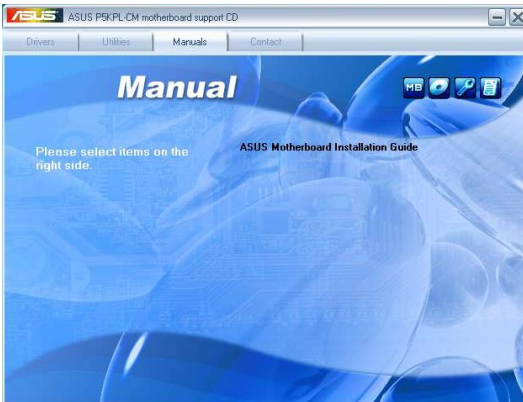 ASUS ASUS P5KPL-CM motherboard support CD
Drivers Utilities Manuals Contact
Manual
MB
Please select items on the
right side.
ASUS Motherboard Installation Guide